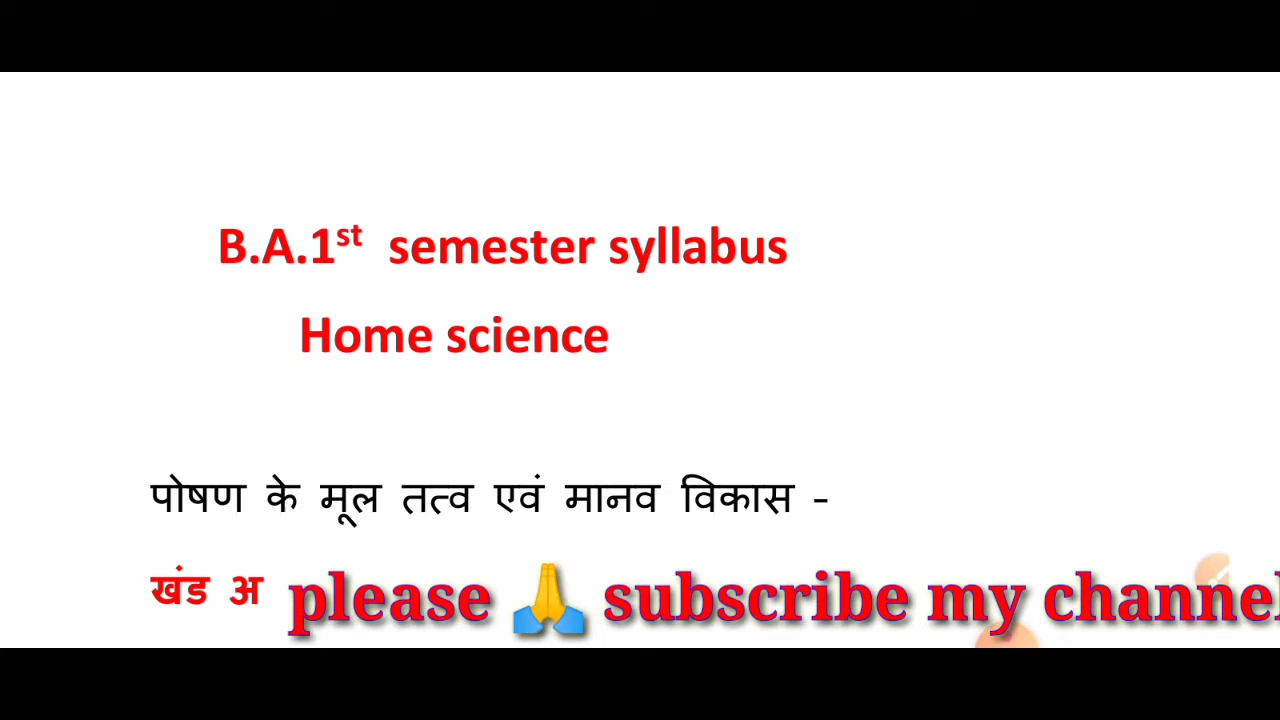 B.A.1st semester syllabus
Home science
पोषण के मूल तत्व एवं मानव विकास -
खंड अ please 🙏 subscribe my channel